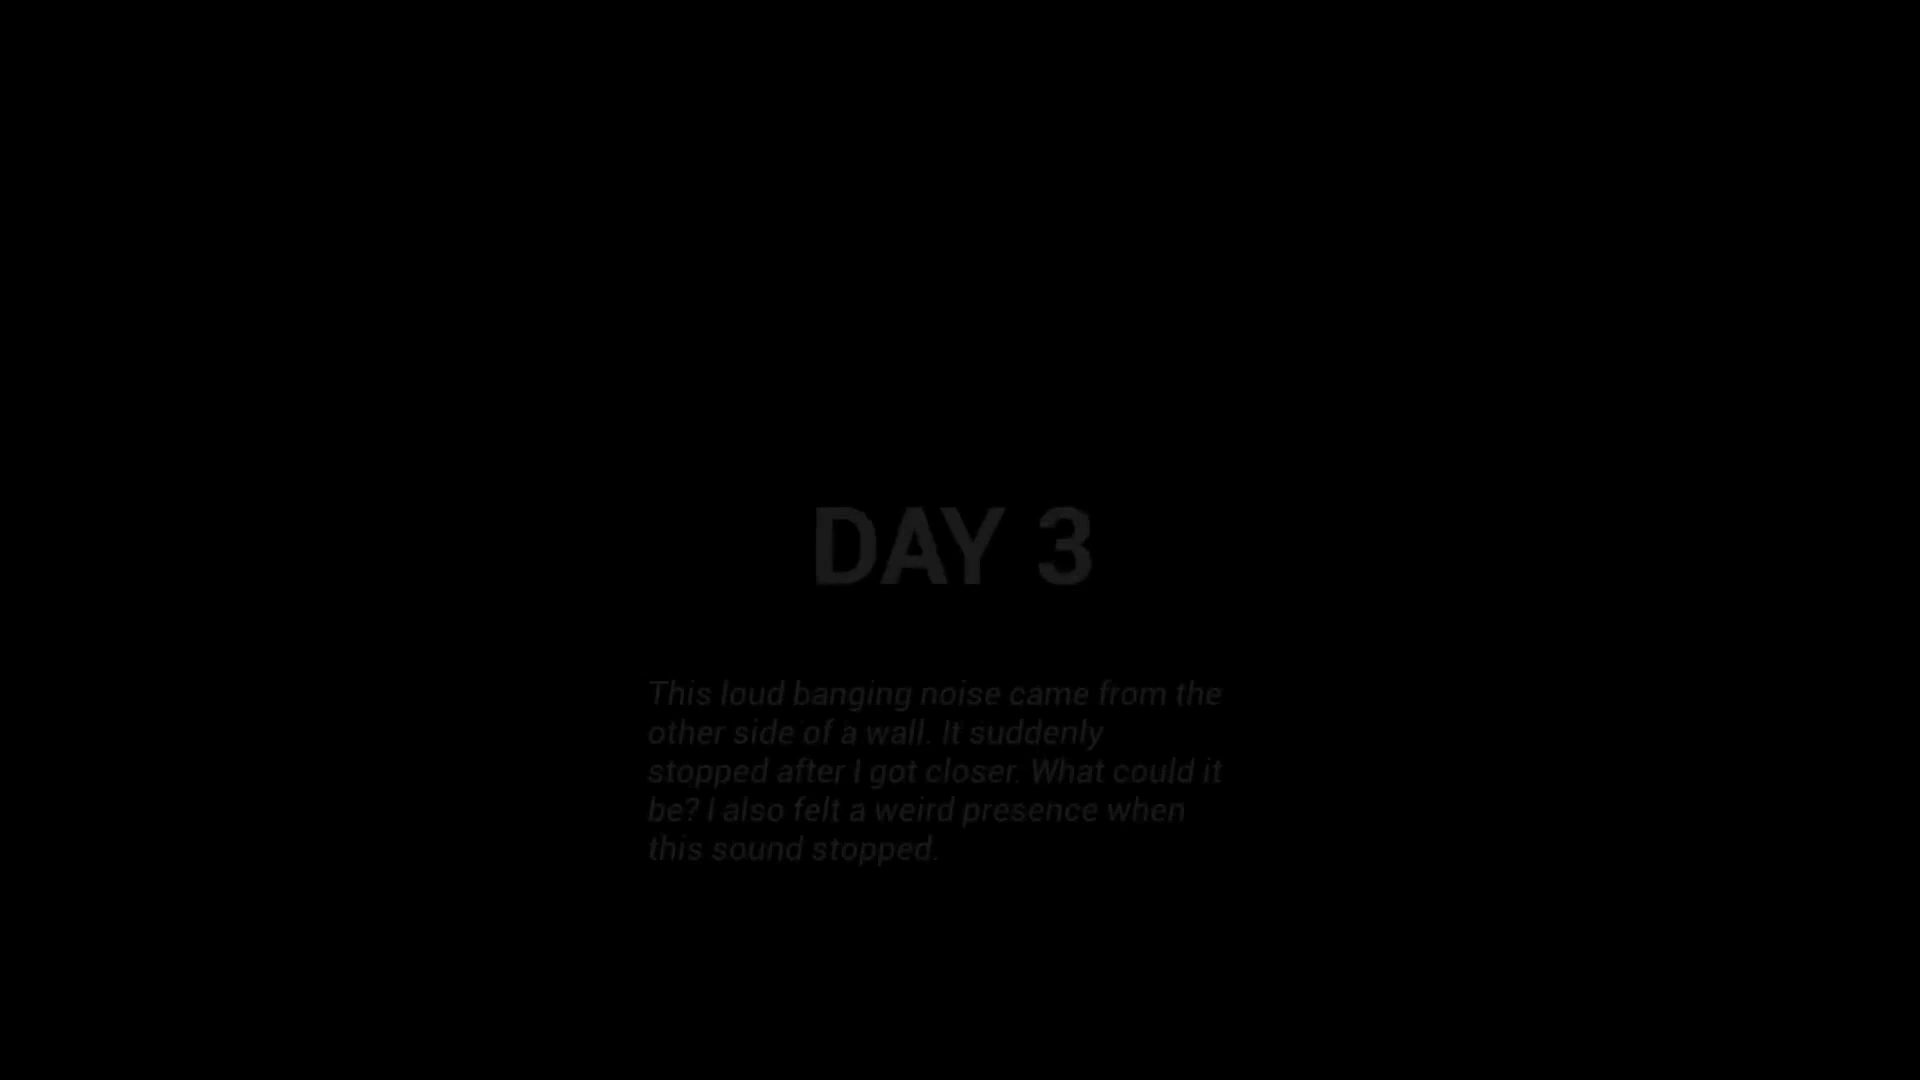 DAY 3
This loud banging noise came from the
other side of a wall. It suddenly
stopped after I got closer. What could it
be? I also felt a weird presence when
this sound stopped.